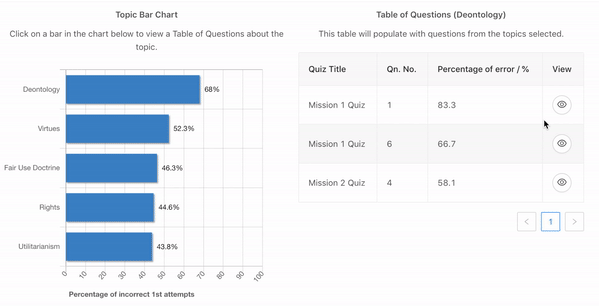 Topic Bar Chart
Click on a bar in the chart below to view a Table of Questions about the
topic.
Deontology 68%
Virtues 52.3%
Fair Use Doctrine 46.3%
Rights 44.6%
Utilitarianism 43.8%
0 10 20 30 40 50 60 70 80 90 100
Percentage of incorrect 1st attempts
Table of Questions (Deontology)
This table will populate with questions from the topics selected.
Quiz Title Qn. No. Percentage of error / % View
Mission 1 Quiz 1 83.3
Mission 1 Quiz 6 66.7
Mission 2 Quiz 4 58.1
< 1 >